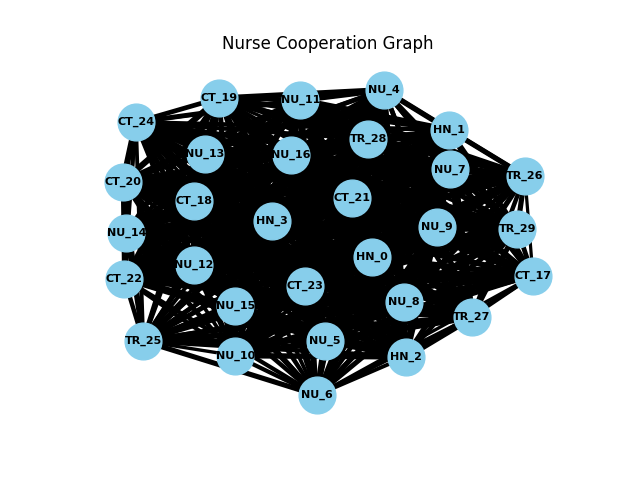 Nurse Cooperation Graph
NU_4
CT_19
NU_11
CT_24
HN_1
TR_28
NU_13
NU_16
NU_7
TR_26
CT_20
CT_21
CT_18
HN_3
NU_9
TR_29
NU_14
HN_0
NU_12
CT_17
CT_22
CT_23
NU_8
NU_15
TR_27
TR_25
NU_5
NU_10
HN_2
NU_6